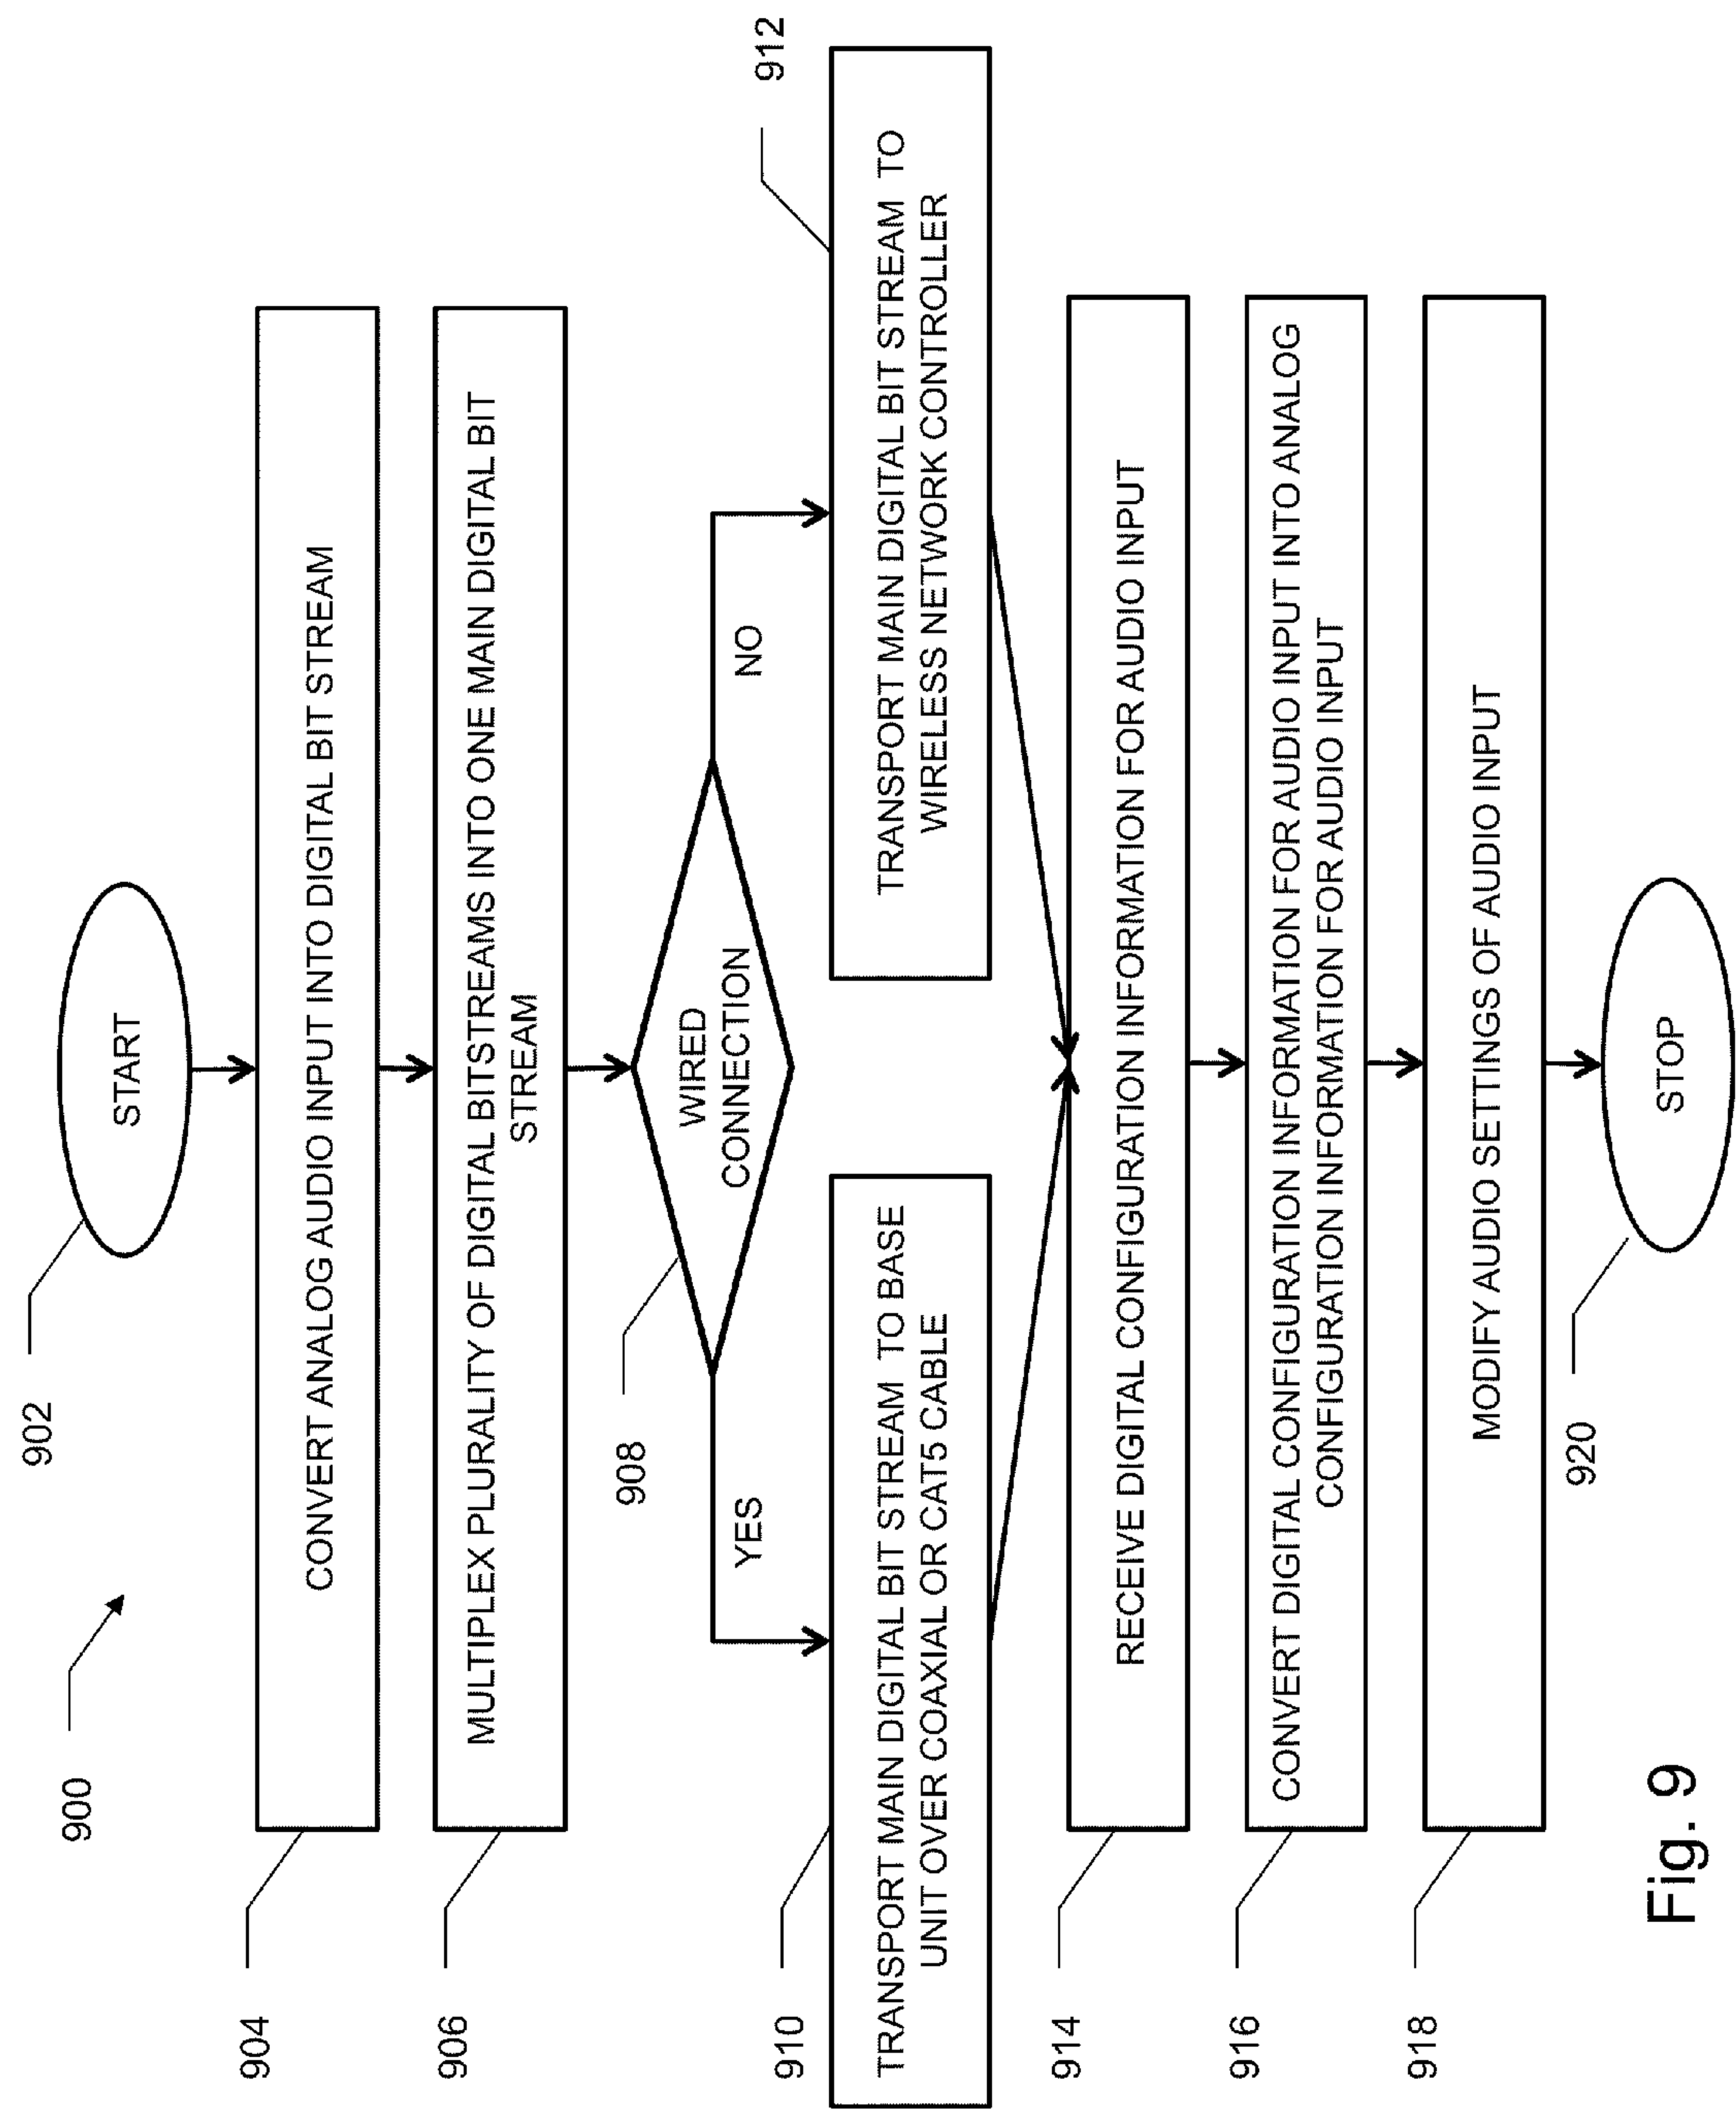 900
902
START
904
CONVERT ANALOG AUDIO INPUT INTO DIGITAL BIT STREAM
906
MULTIPLEX PLURALITY OF DIGITAL BITSTREAMS INTO ONE MAIN DIGITAL BIT
STREAM
908
WIRED
CONNECTION
YES
NO
910
TRANSPORT MAIN DIGITAL BIT STREAM TO BASE
UNIT OVER COAXIAL OR CAT5 CABLE
912
TRANSPORT MAIN DIGITAL BIT STREAM TO
WIRELESS NETWORK CONTROLLER
914
RECEIVE DIGITAL CONFIGURATION INFORMATION FOR AUDIO INPUT
916
CONVERT DIGITAL CONFIGURATION INFORMATION FOR AUDIO INPUT INTO ANALOG
CONFIGURATION INFORMATION FOR AUDIO INPUT
918
MODIFY AUDIO SETTINGS OF AUDIO INPUT
920
STOP
Fig. 9